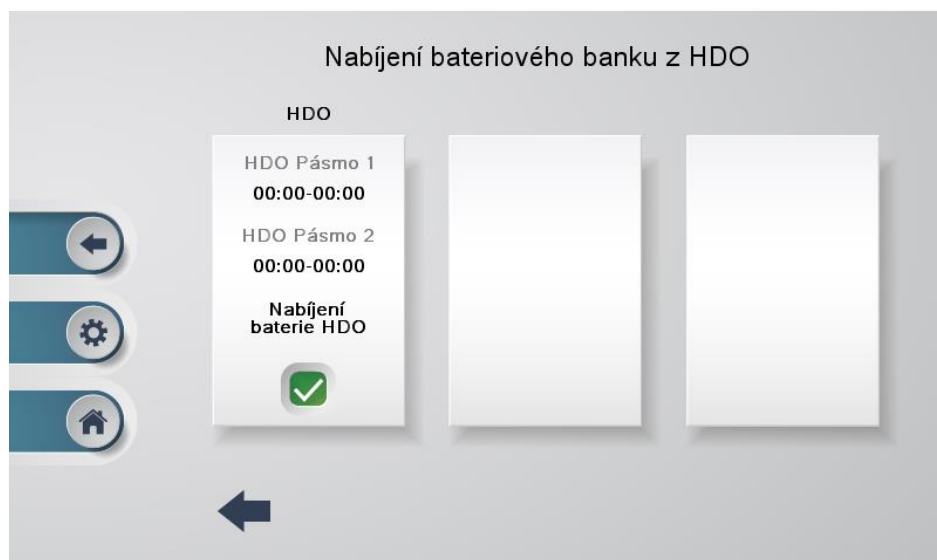 Nabíjení bateriového banku z HDO
HDO
HDO Pásmo 1
00:00-00:00
HDO Pásmo 2
00:00-00:00
Nabíjení
baterie HDO